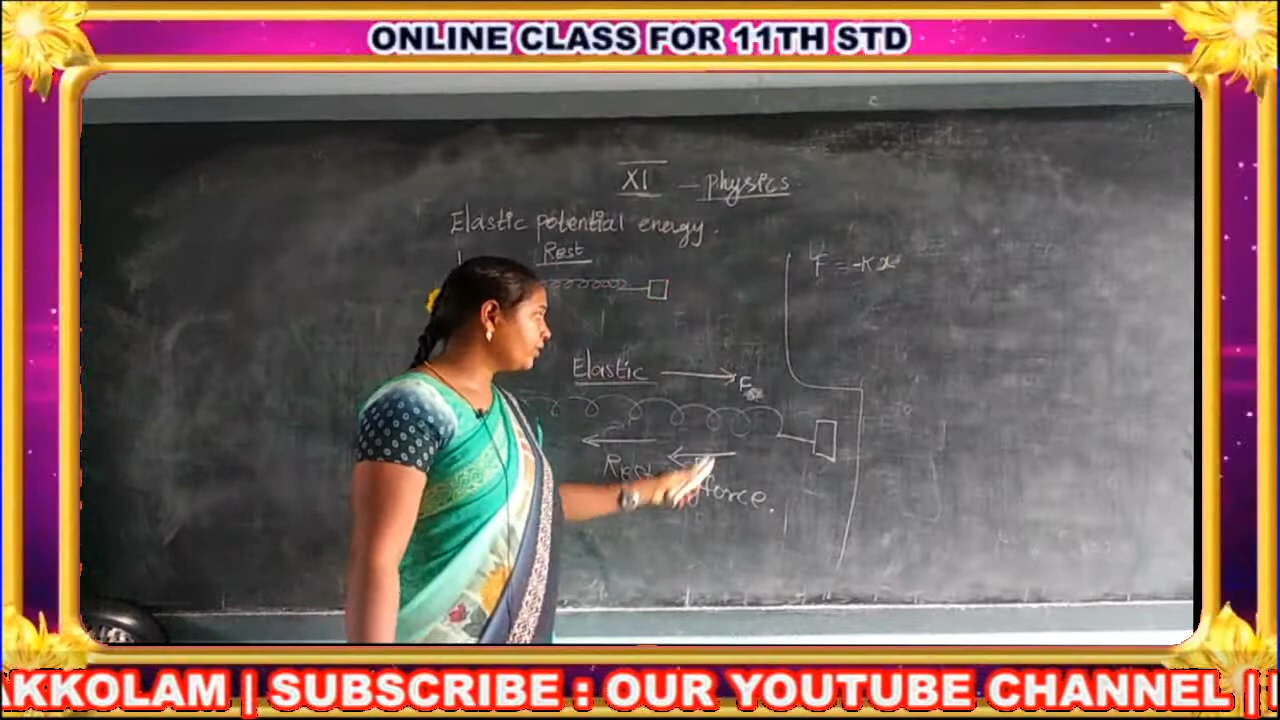 ONLINE CLASS FOR 11TH STD
XI - physics
Elastic potential energy.
Rest
F = -Kx
Elastic
F
force.
AKKOLAM | SUBSCRIBE : OUR YOUTUBE CHANNEL |